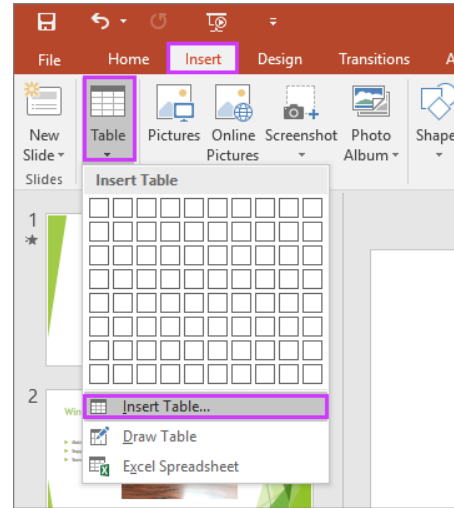 File Home Insert Design Transitions A
New Slide
Table
Pictures
Online Pictures
Screenshot
Photo Album
Shape
Slides
Insert Table
1
2
Win
Insert Table...
Draw Table
Excel Spreadsheet